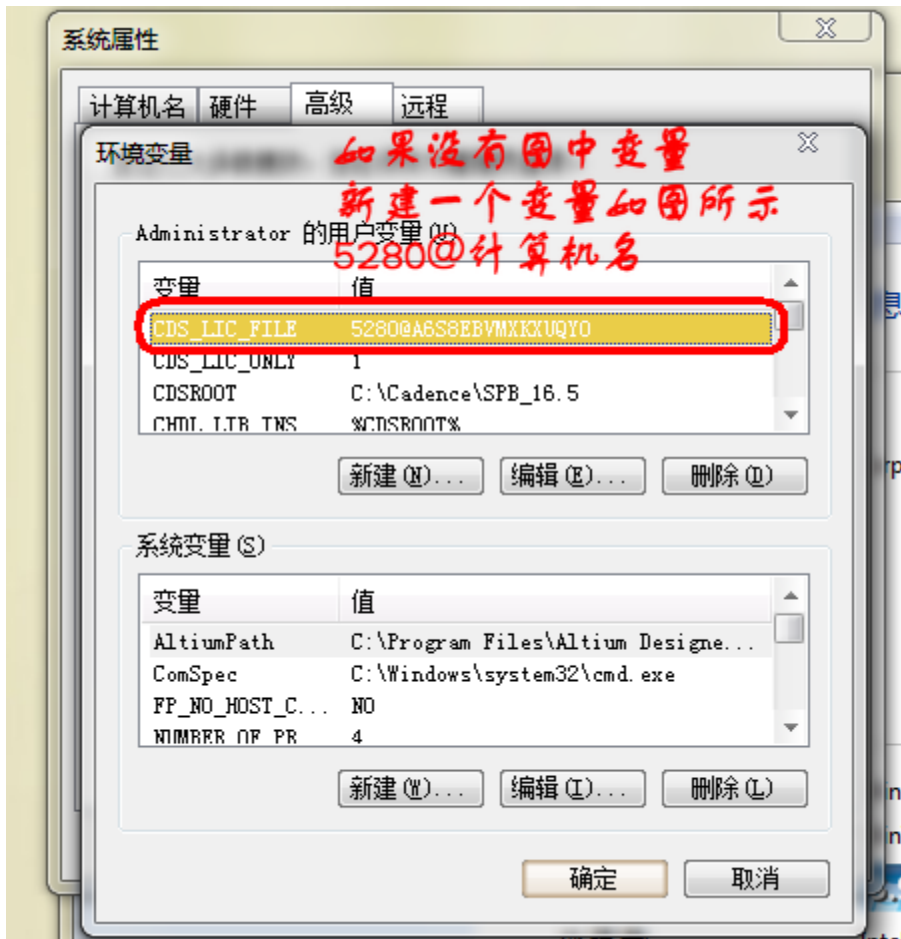 系统属性
计算机名 硬件 高级 远程
环境变量
如果没有图中变量
新建一个变量如图所示
Administrator 的用户变量(U)
5280@计算机名
变量 值
CDS_LIC_FILE 5280@A6S8EBVMXKXUQYO
CDS_LIC_ONLY 1
CDSROOT C:\Cadence\SPB_16.5
CHDL_LIB_INS %CDSROOT%
新建(N)... 编辑(E)... 删除(D)
系统变量(S)
变量 值
AltiumPath C:\Program Files\Altium Designe...
ComSpec C:\Windows\system32\cmd.exe
FP_NO_HOST_C... NO
NUMBER_OF_PR 4
新建(W)... 编辑(I)... 删除(L)
确定 取消